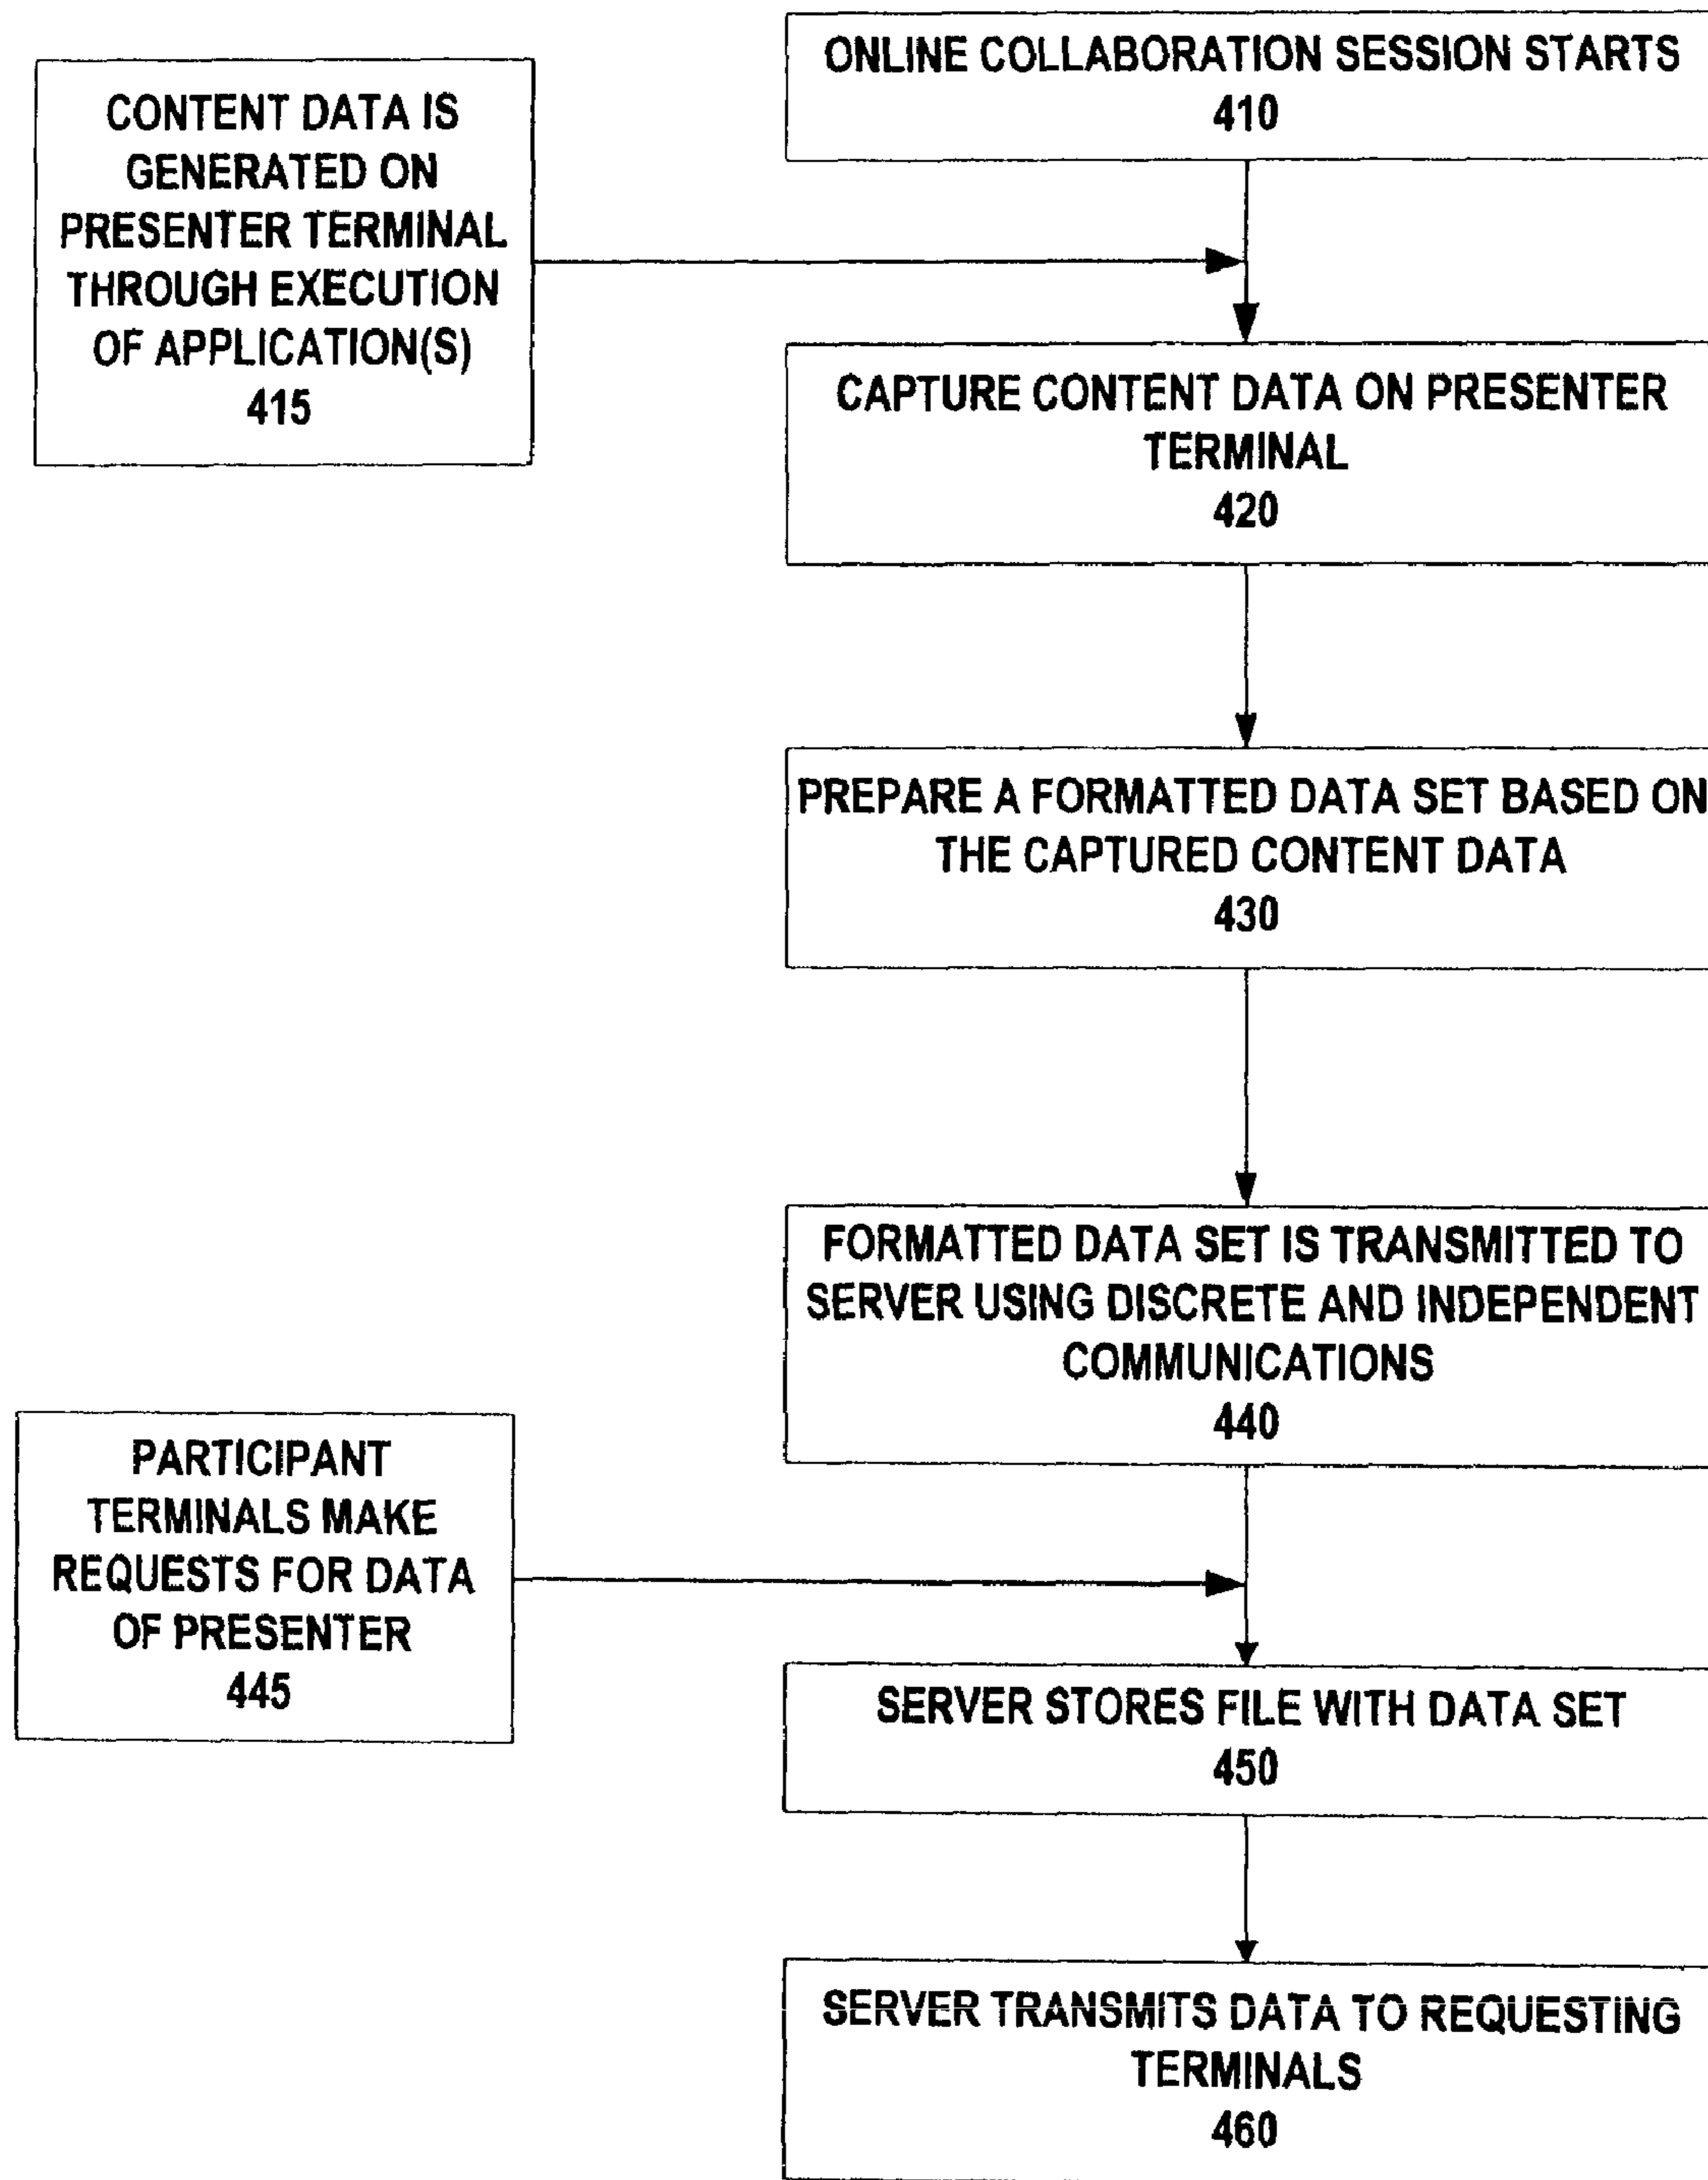 ONLINE COLLABORATION SESSION STARTS
410
CONTENT DATA IS
GENERATED ON
PRESENTER TERMINAL
THROUGH EXECUTION
OF APPLICATION(S)
415
CAPTURE CONTENT DATA ON PRESENTER
TERMINAL
420
PREPARE A FORMATTED DATA SET BASED ON
THE CAPTURED CONTENT DATA
430
FORMATTED DATA SET IS TRANSMITTED TO
SERVER USING DISCRETE AND INDEPENDENT
COMMUNICATIONS
440
PARTICIPANT
TERMINALS MAKE
REQUESTS FOR DATA
OF PRESENTER
445
SERVER STORES FILE WITH DATA SET
450
SERVER TRANSMITS DATA TO REQUESTING
TERMINALS
460